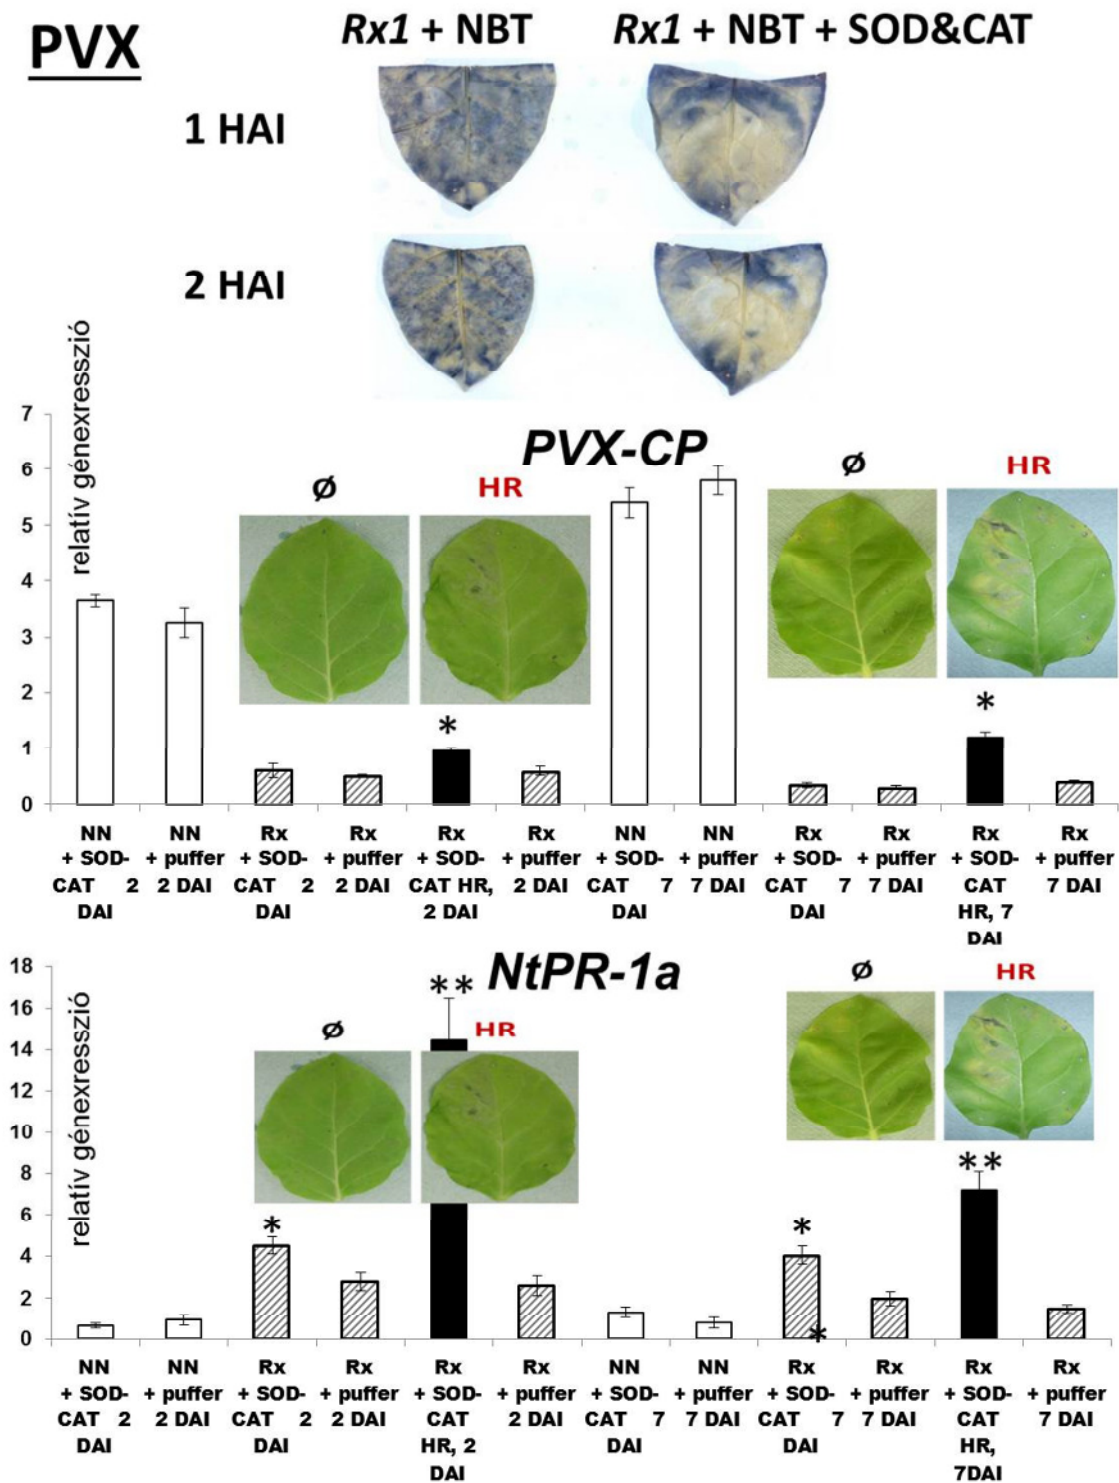 PVX
Rx1 + NBT
Rx1 + NBT + SOD&CAT
1 HAI
2 HAI
relatív génexresszió
PVX-CP
7
6
5
4
3
2
1
0
Ø
HR
*
Ø
HR
*
NN + SOD-CAT 2 DAI
NN + puffer 2 DAI
Rx + SOD-CAT 2 DAI
Rx + puffer 2 DAI
Rx + SOD-CAT HR, 2 DAI
Rx + puffer 2 DAI
NN + SOD-CAT 7 DAI
NN + puffer 7 DAI
Rx + SOD-CAT 7 DAI
Rx + puffer 7 DAI
Rx + SOD-CAT HR, 7 DAI
Rx + puffer 7 DAI
relatív génexresszió
NtPR-1a
18
16
14
12
10
8
6
4
2
0
Ø
HR
**
*
Ø
HR
**
*
*
NN + SOD-CAT 2 DAI
NN + puffer 2 DAI
Rx + SOD-CAT 2 DAI
Rx + puffer 2 DAI
Rx + SOD-CAT HR, 2 DAI
Rx + puffer 2 DAI
NN + SOD-CAT 7 DAI
NN + puffer 7 DAI
Rx + SOD-CAT 7 DAI
Rx + puffer 7 DAI
Rx + SOD-CAT HR, 7DAI
Rx + puffer 7 DAI